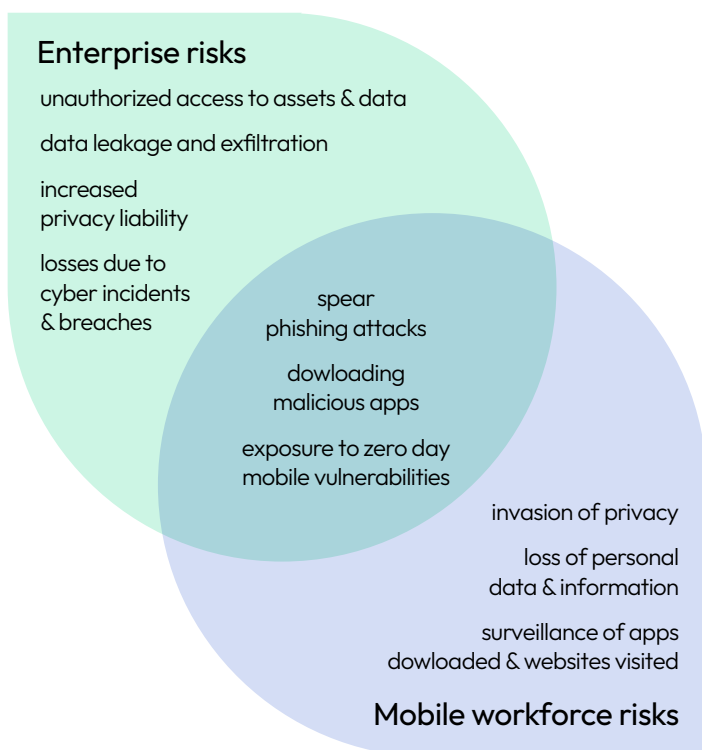 Enterprise risks
unauthorized access to assets & data
data leakage and exfiltration
increased
privacy liability
losses due to
cyber incidents
& breaches
spear
phishing attacks
dowloading
malicious apps
exposure to zero day
mobile vulnerabilities
invasion of privacy
loss of personal
data & information
surveillance of apps
dowloaded & websites visited
Mobile workforce risks